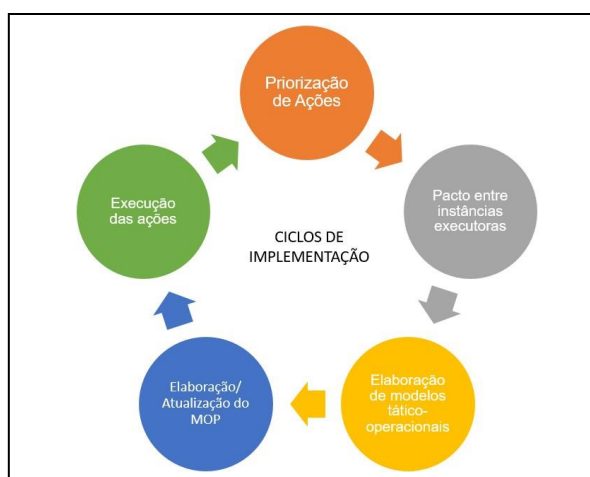 Priorização
de Ações
Pacto entre
instâncias
executoras
Elaboração
de modelos
tático-
operacionais
Elaboração/
Atualização do
MOP
Execução
das ações
CICLOS DE
IMPLEMENTAÇÃO